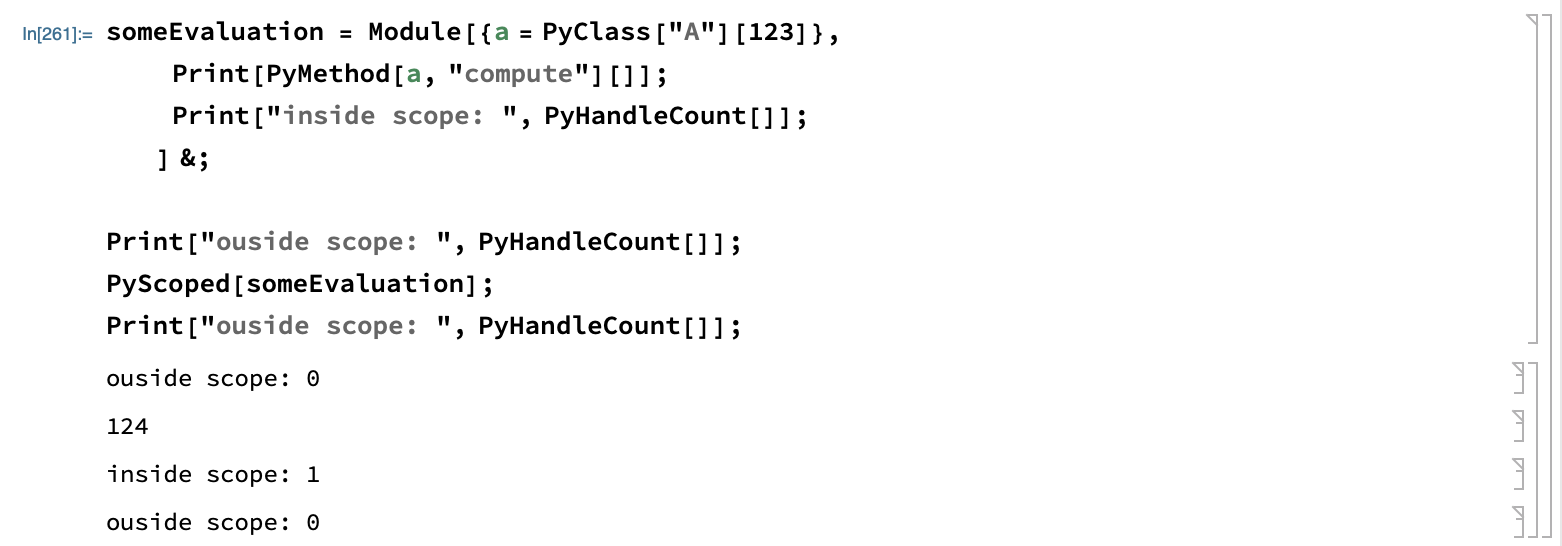 In[261]:= someEvaluation = Module[{a = PyClass["A"][123]},
Print[PyMethod[a, "compute"][]];
Print["inside scope: ", PyHandleCount[]];
] &;
Print["ouside scope: ", PyHandleCount[]];
PyScoped[someEvaluation];
Print["ouside scope: ", PyHandleCount[]];
ouside scope: 0
124
inside scope: 1
ouside scope: 0